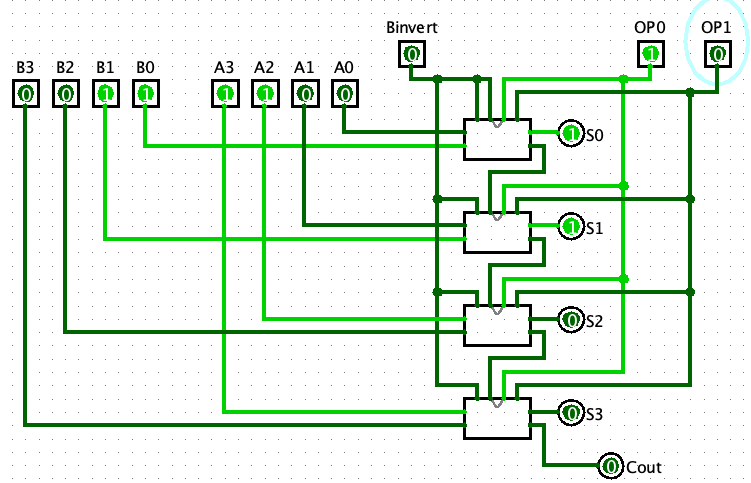 Binvert OP0 OP1
0 1 0
B3 B2 B1 B0 A3 A2 A1 A0
0 0 1 1 1 1 0 0
1 S0
1 S1
0 S2
0 S3
0 Cout